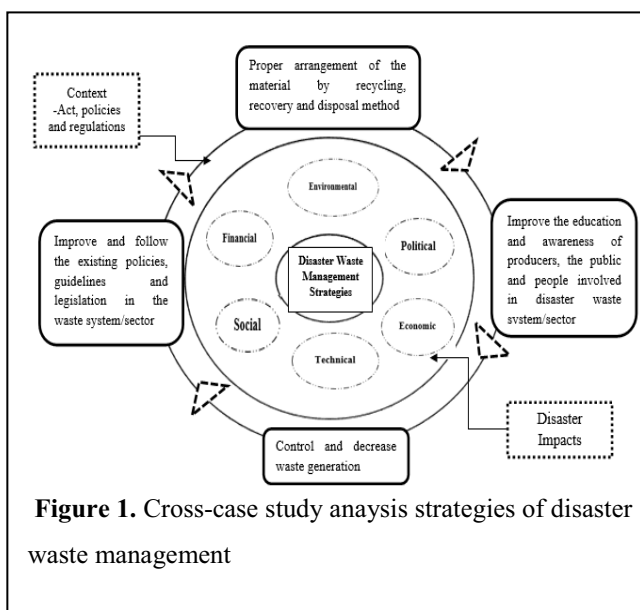 Proper arrangement of the
material by recycling,
recovery and disposal method
Context
-Act, policies
and regulations
Environmental
Financial
Political
Improve and follow
the existing policies,
guidelines and
legislation in the
waste system/sector
Disaster Waste
Management
Strategies
Improve the education
and awareness of
producers, the public
and people involved
in disaster waste
system/sector
Social
Economic
Technical
Disaster
Impacts
Control and decrease
waste generation
Figure 1. Cross-case study anaysis strategies of disaster
waste management